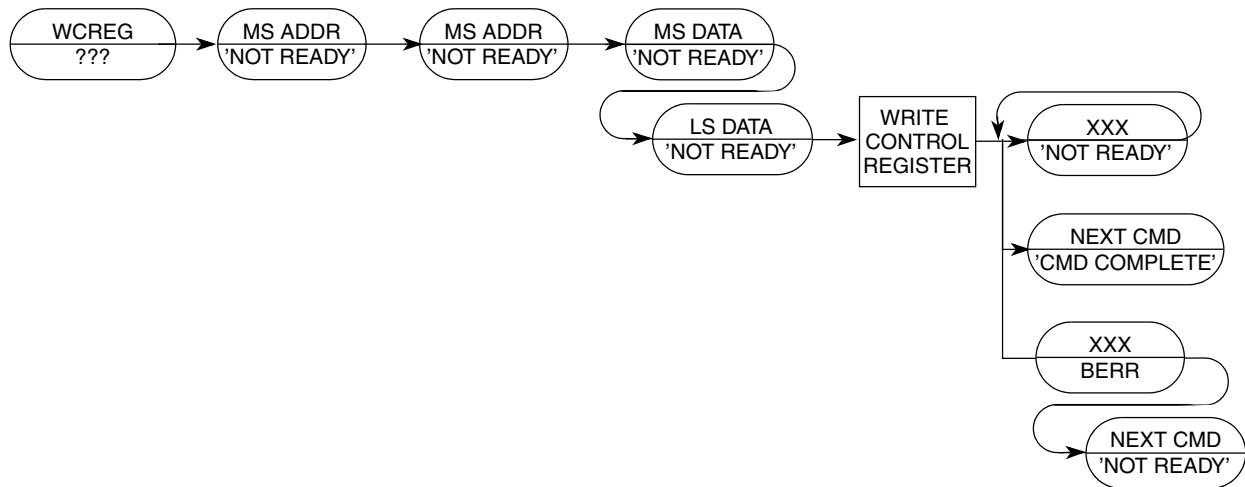 WCREG
???
MS ADDR
'NOT READY'
MS ADDR
'NOT READY'
MS DATA
'NOT READY'
LS DATA
'NOT READY'
WRITE
CONTROL
REGISTER
XXX
'NOT READY'
NEXT CMD
'CMD COMPLETE'
XXX
BERR
NEXT CMD
'NOT READY'